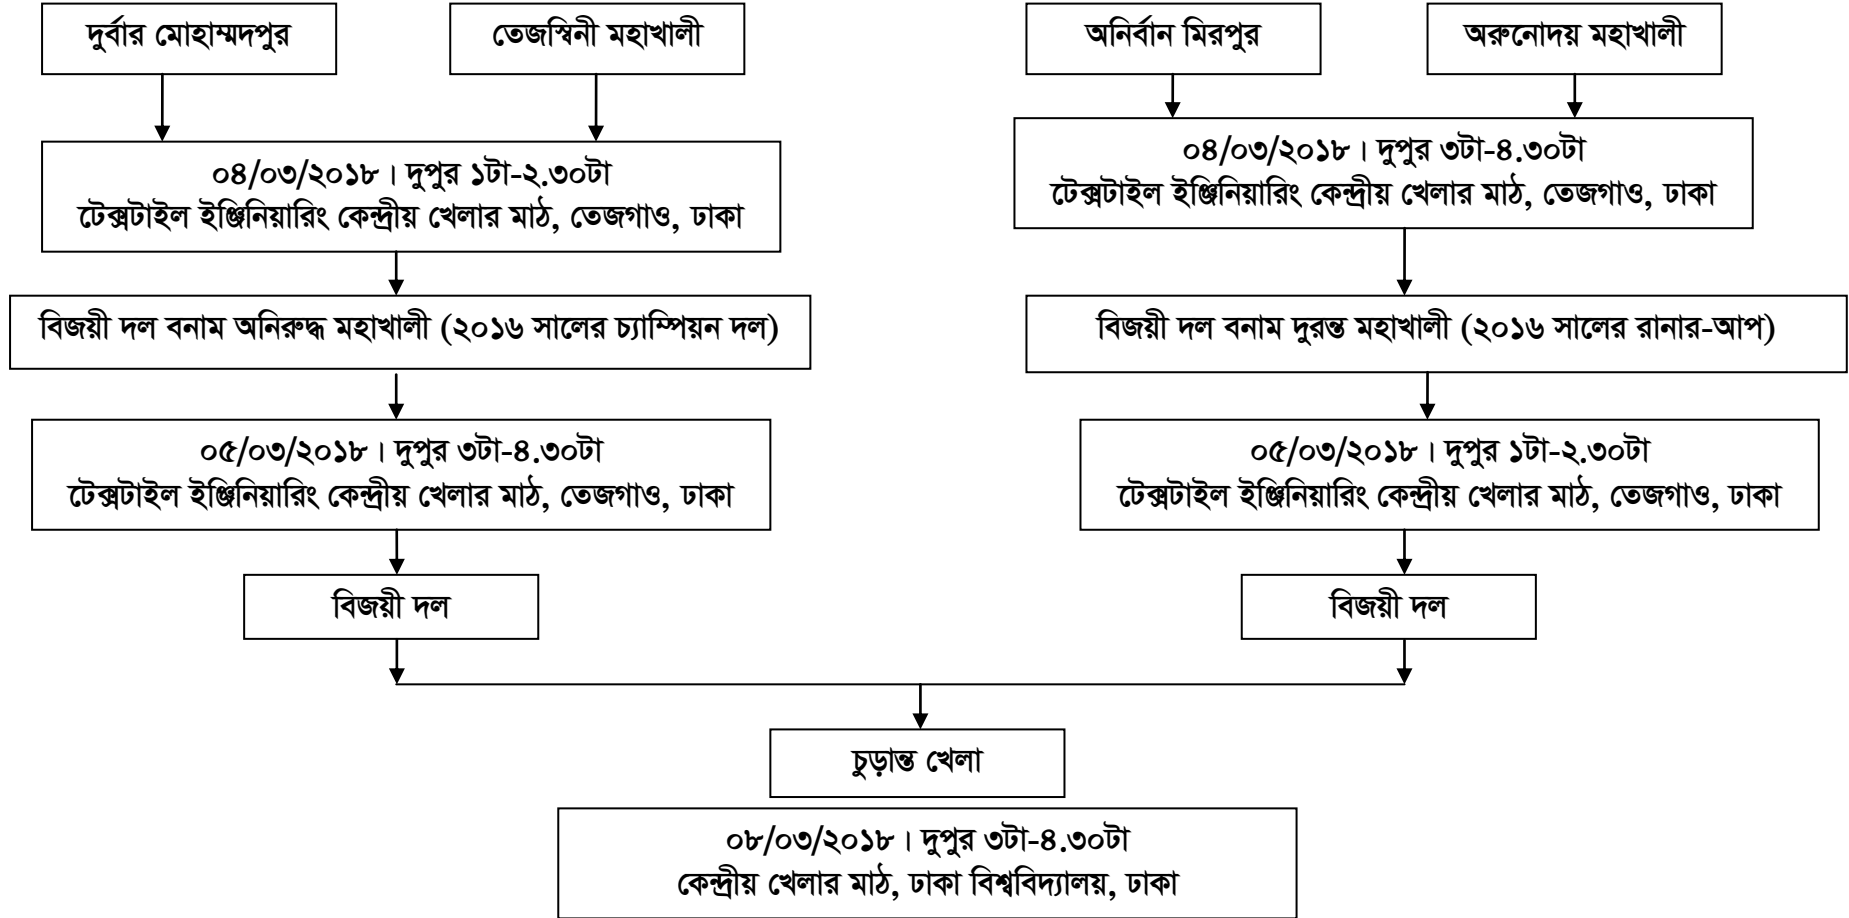 দুর্বার মোহাম্মদপুর
তেজস্বিনী মহাখালী
০৪/০৩/২০১৮। দুপুর ১টা-২.৩০টা
টেক্সটাইল ইঞ্জিনিয়ারিং কেন্দ্রীয় খেলার মাঠ, তেজগাও, ঢাকা
বিজয়ী দল বনাম অনিরুদ্ধ মহাখালী (২০১৬ সালের চ্যাম্পিয়ন দল)
০৫/০৩/২০১৮। দুপুর ৩টা-৪.৩০টা
টেক্সটাইল ইঞ্জিনিয়ারিং কেন্দ্রীয় খেলার মাঠ, তেজগাও, ঢাকা
বিজয়ী দল
অনির্বান মিরপুর
অরুনোদয় মহাখালী
০৪/০৩/২০১৮। দুপুর ৩টা-৪.৩০টা
টেক্সটাইল ইঞ্জিনিয়ারিং কেন্দ্রীয় খেলার মাঠ, তেজগাও, ঢাকা
বিজয়ী দল বনাম দুরন্ত মহাখালী (২০১৬ সালের রানার-আপ)
০৫/০৩/২০১৮। দুপুর ১টা-২.৩০টা
টেক্সটাইল ইঞ্জিনিয়ারিং কেন্দ্রীয় খেলার মাঠ, তেজগাও, ঢাকা
বিজয়ী দল
চুড়ান্ত খেলা
০৮/০৩/২০১৮। দুপুর ৩টা-৪.৩০টা
কেন্দ্রীয় খেলার মাঠ, ঢাকা বিশ্ববিদ্যালয়, ঢাকা